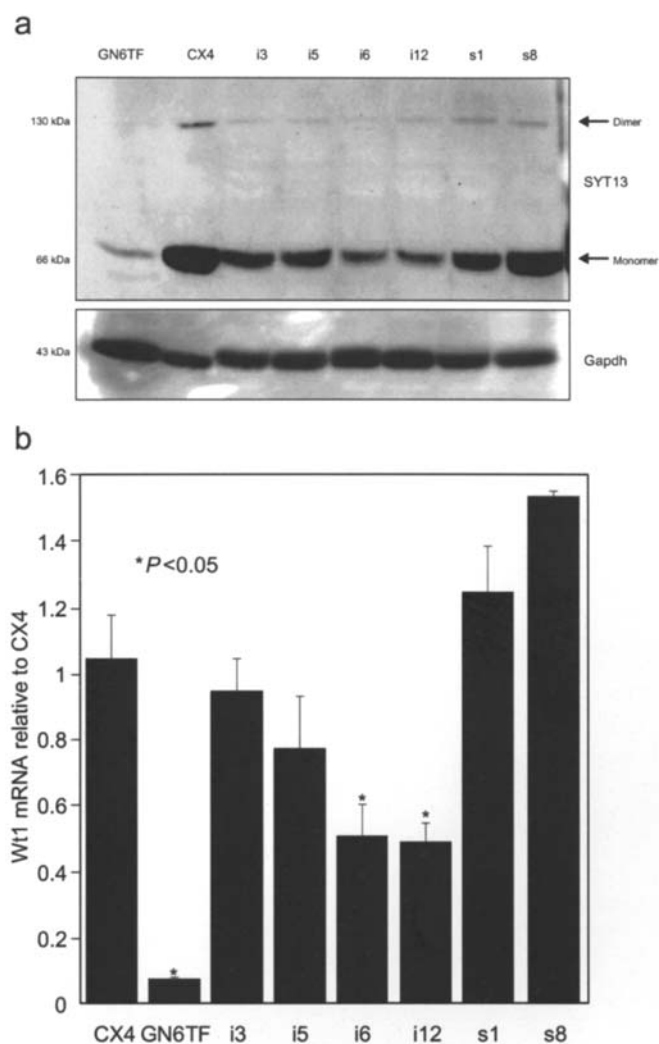 a
GN6TF CX4 i3 i5 i6 i12 s1 s8
130 kDa Dimer
SYT13
66 kDa Monomer
43 kDa Gapdh
b
1.6
1.4
*P<0.05
1.2
1
0.8
0.6
0.4
0.2
0
Wt1 mRNA relative to CX4
* * *
CX4 GN6TF i3 i5 i6 i12 s1 s8